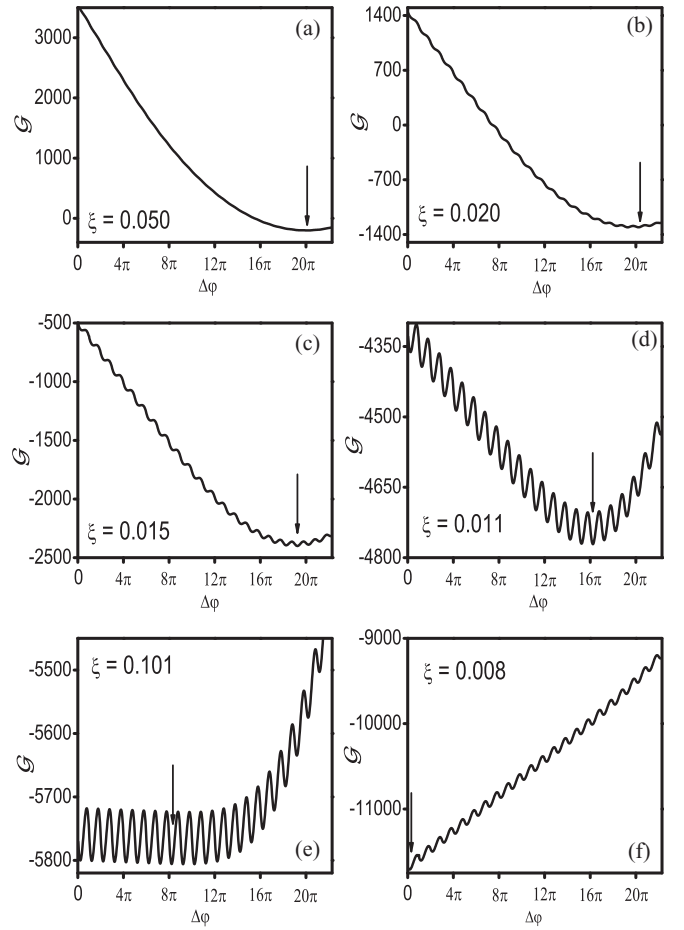 (a)
3500
3000
2000
1000
0
𝒢
ξ = 0.050
0 4π 8π 12π 16π 20π
Δφ
(b)
1400
700
0
-700
-1400
𝒢
ξ = 0.020
0 4π 8π 12π 16π 20π
Δφ
(c)
-500
-1000
-1500
-2000
-2500
𝒢
ξ = 0.015
0 4π 8π 12π 16π 20π
Δφ
(d)
-4350
-4500
-4650
-4800
𝒢
ξ = 0.011
0 4π 8π 12π 16π 20π
Δφ
ξ = 0.101
-5500
-5600
-5700
-5800
𝒢
(e)
0 4π 8π 12π 16π 20π
Δφ
-9000
ξ = 0.008
-10000
-11000
𝒢
(f)
0 4π 8π 12π 16π 20π
Δφ